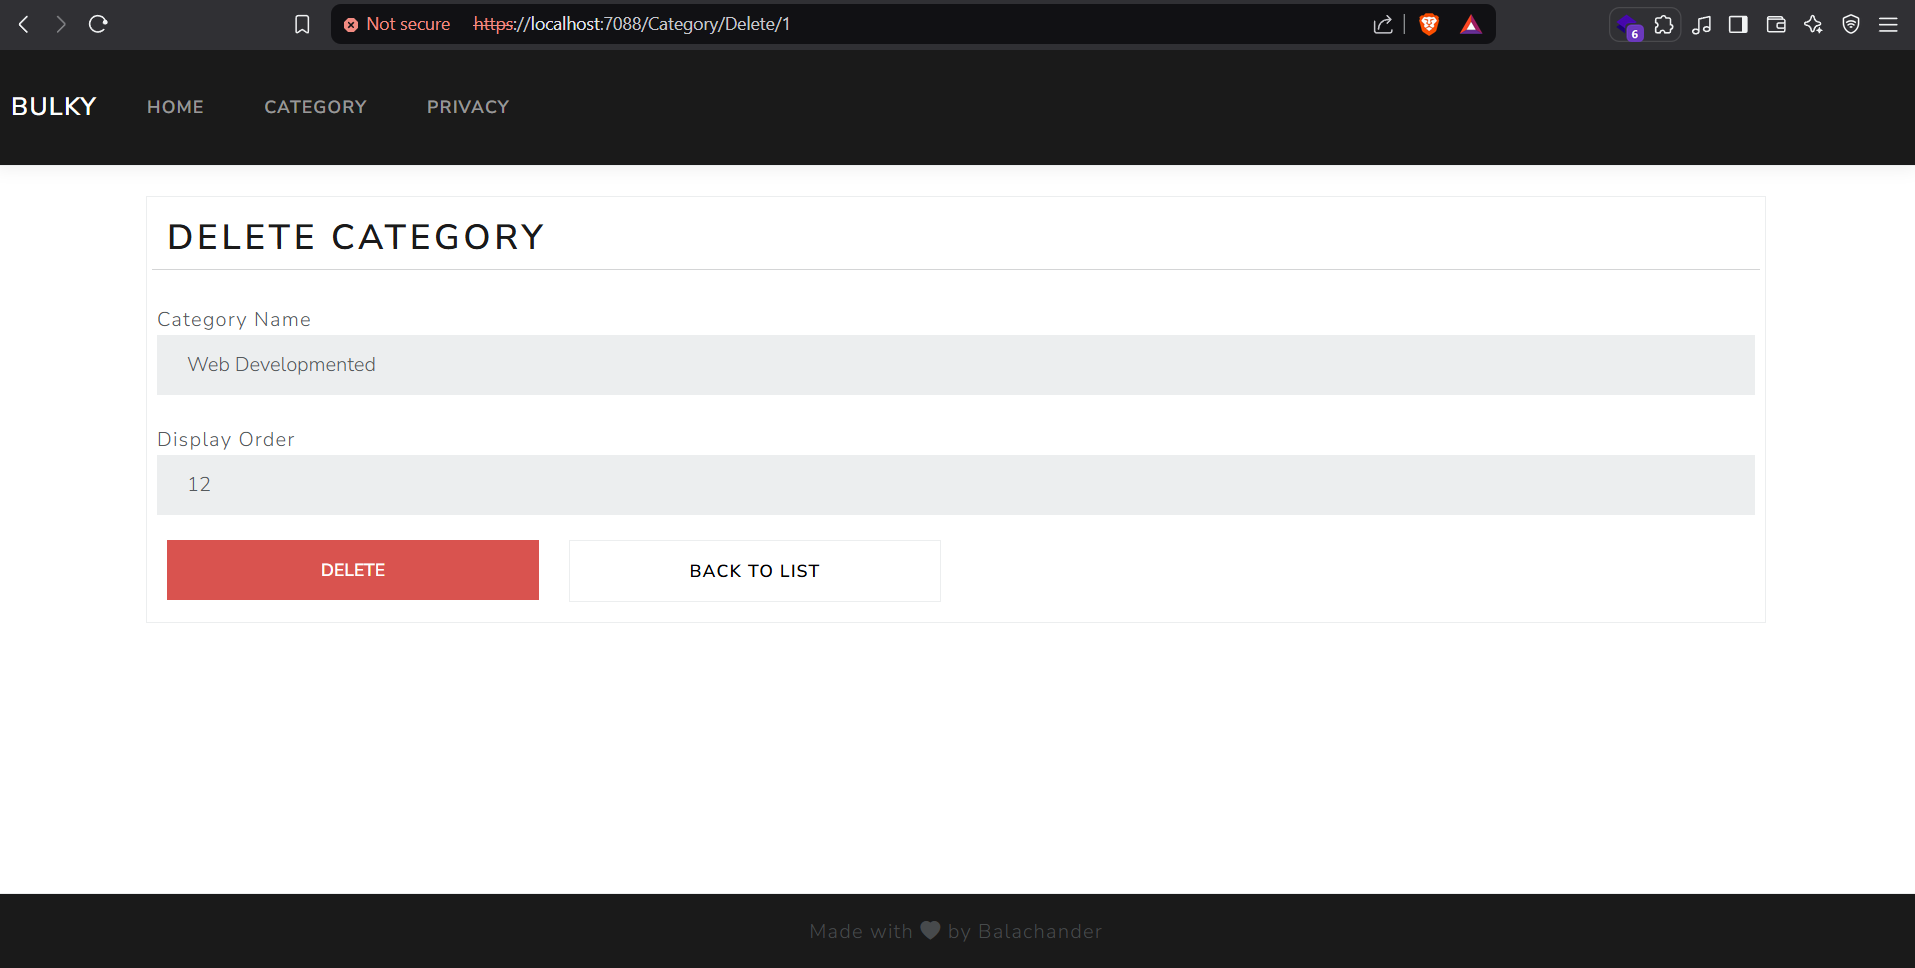 Not secure https://localhost:7088/Category/Delete/1
6
BULKY HOME CATEGORY PRIVACY
DELETE CATEGORY
Category Name
Web Developmented
Display Order
12
DELETE BACK TO LIST
Made with by Balachander